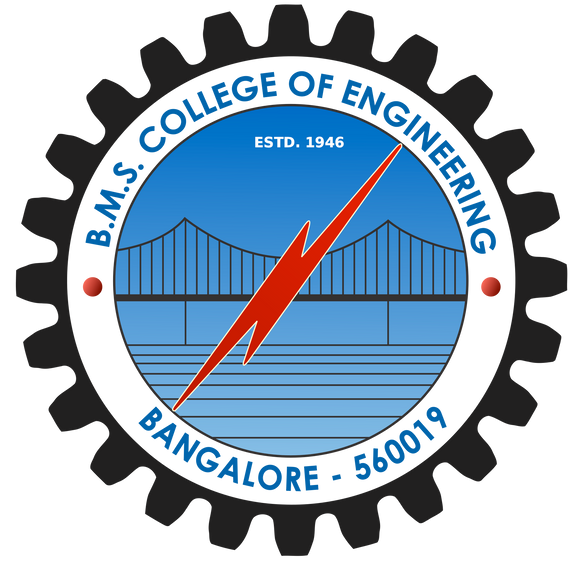 B.M.S. COLLEGE OF ENGINEERING
ESTD. 1946
BANGALORE - 560019